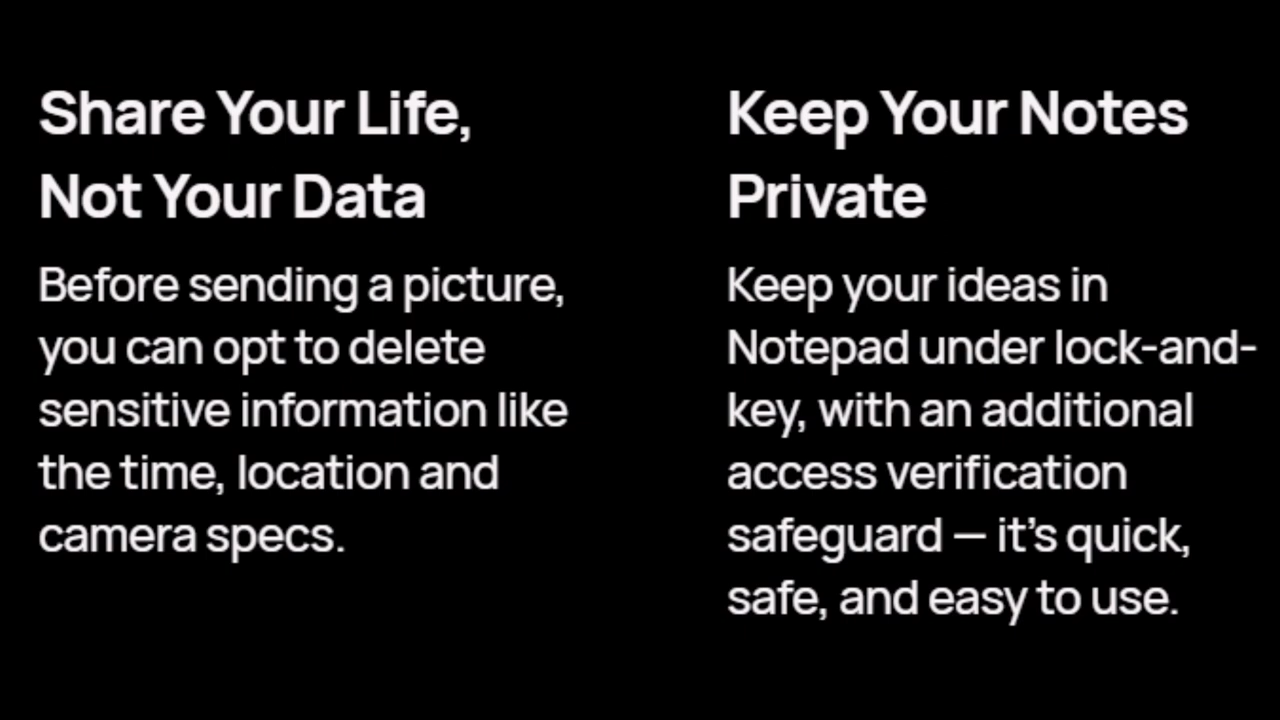 Share Your Life,
Not Your Data
Before sending a picture,
you can opt to delete
sensitive information like
the time, location and
camera specs.
Keep Your Notes
Private
Keep your ideas in
Notepad under lock-and-
key, with an additional
access verification
safeguard — it’s quick,
safe, and easy to use.